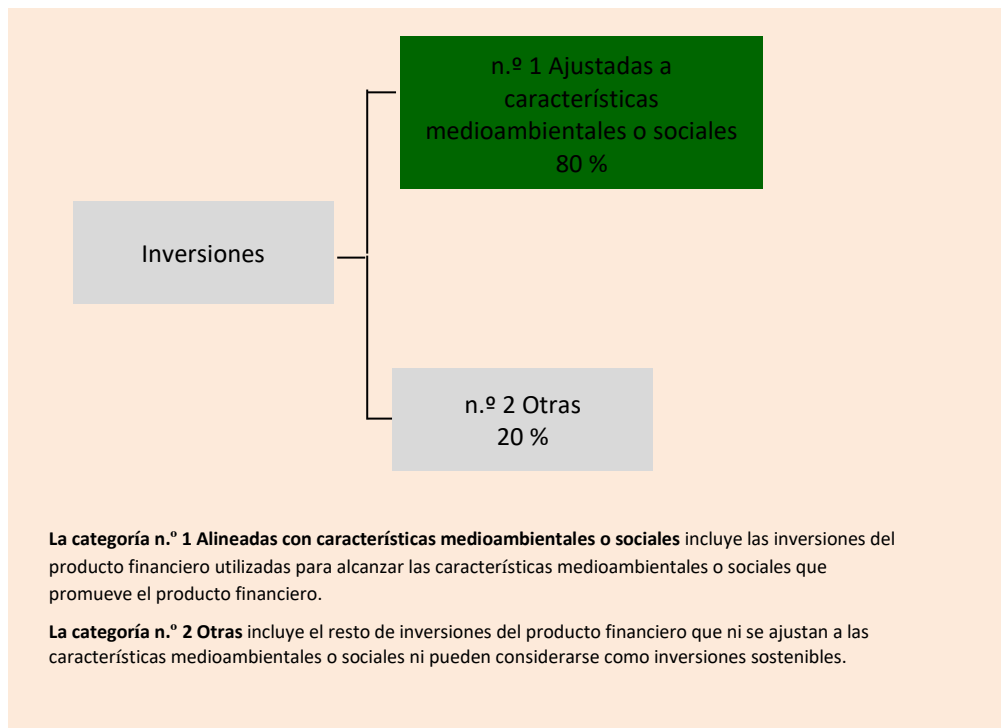 n.º 1 Ajustadas a
características
medioambientales o sociales
80 %
Inversiones
n.º 2 Otras
20 %
La categoría n.º 1 Alineadas con características medioambientales o sociales incluye las inversiones del
producto financiero utilizadas para alcanzar las características medioambientales o sociales que
promueve el producto financiero.
La categoría n.º 2 Otras incluye el resto de inversiones del producto financiero que ni se ajustan a las
características medioambientales o sociales ni pueden considerarse como inversiones sostenibles.